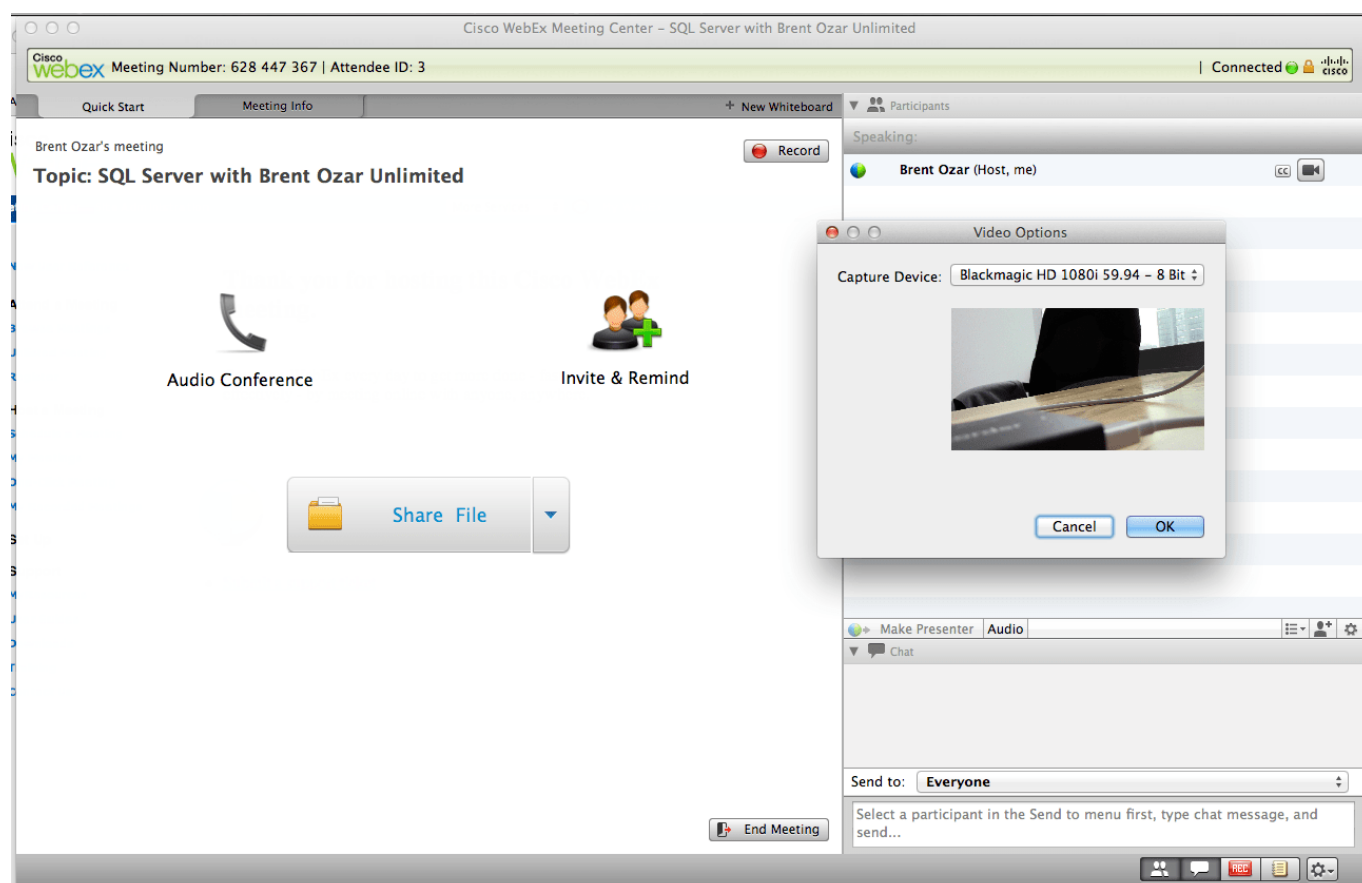 Cisco WebEx Meeting Center – SQL Server with Brent Ozar Unlimited
Cisco webex Meeting Number: 628 447 367 | Attendee ID: 3
| Connected cisco
Quick Start
Meeting Info
+ New Whiteboard
Brent Ozar's meeting
Record
Topic: SQL Server with Brent Ozar Unlimited
Audio Conference
Invite & Remind
Share File
End Meeting
Participants
Speaking:
Brent Ozar (Host, me)
CC
Video Options
Capture Device: Blackmagic HD 1080i 59.94 – 8 Bit
Cancel
OK
Make Presenter
Audio
Chat
Send to: Everyone
Select a participant in the Send to menu first, type chat message, and
send...
REC